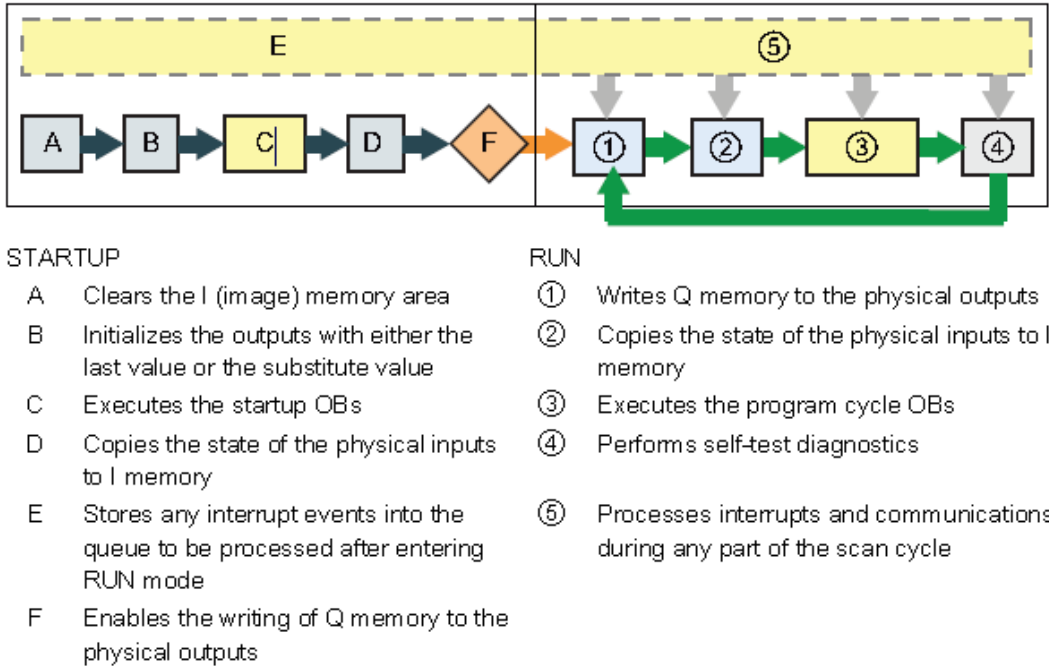 E ⑤
A B C D F ① ② ③ ④
STARTUP
A Clears the I (image) memory area
B Initializes the outputs with either the
last value or the substitute value
C Executes the startup OBs
D Copies the state of the physical inputs
to I memory
E Stores any interrupt events into the
queue to be processed after entering
RUN mode
F Enables the writing of Q memory to the
physical outputs
RUN
① Writes Q memory to the physical outputs
② Copies the state of the physical inputs to I
memory
③ Executes the program cycle OBs
④ Performs self-test diagnostics
⑤ Processes interrupts and communications
during any part of the scan cycle